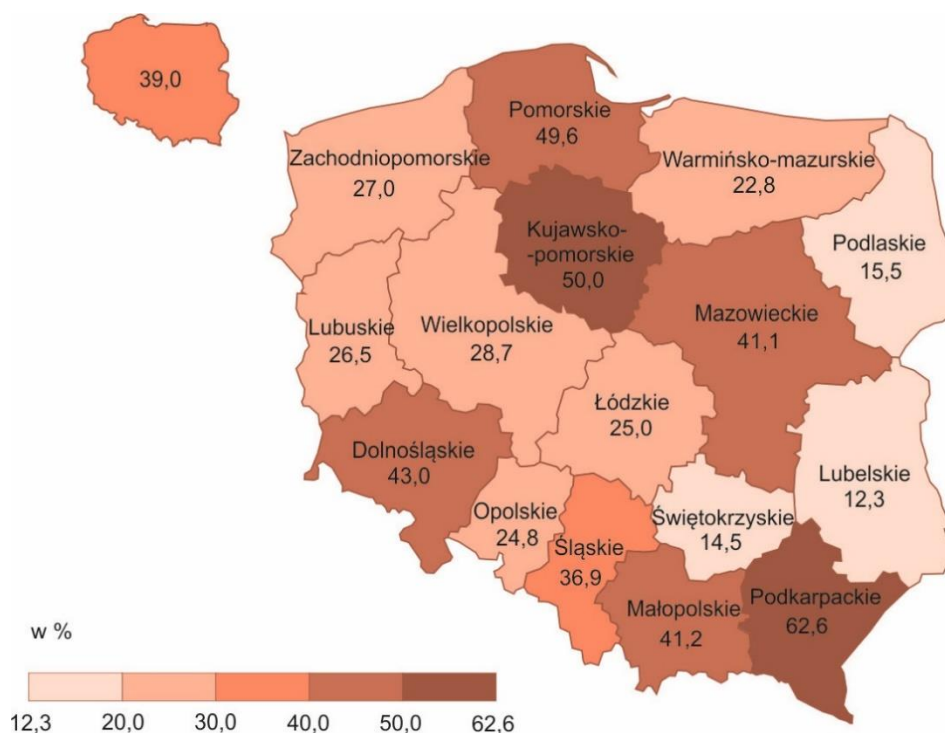 39,0
Pomorskie
49,6
Zachodniopomorskie
27,0
Warmińsko-mazurskie
22,8
Kujawsko-
-pomorskie
50,0
Podlaskie
15,5
Mazowieckie
41,1
Lubuskie
26,5
Wielkopolskie
28,7
Łódzkie
25,0
Dolnośląskie
43,0
Lubelskie
12,3
Opolskie
24,8
Świętokrzyskie
14,5
Śląskie
36,9
Małopolskie
41,2
Podkarpackie
62,6
w %
12,3 20,0 30,0 40,0 50,0 62,6